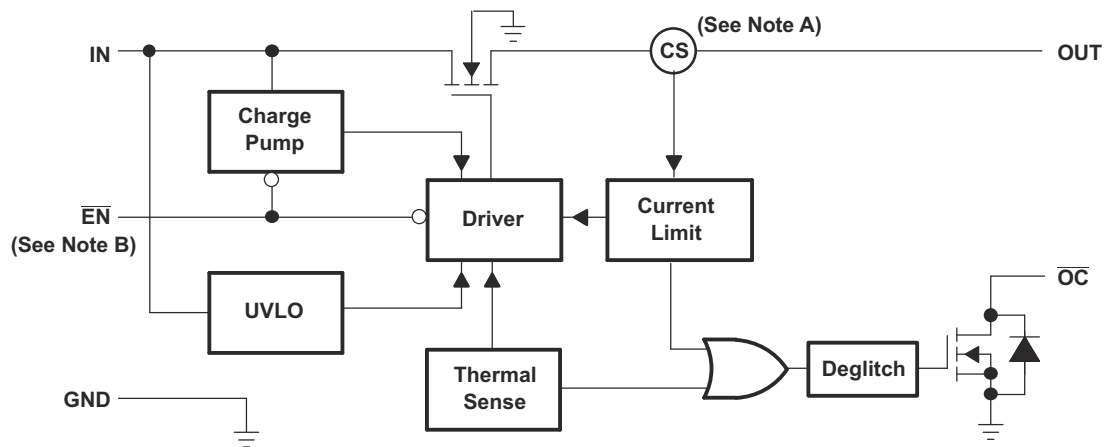 (See Note A)
IN
CS
OUT
Charge
Pump
EN
(See Note B)
Driver
Current
Limit
OC
UVLO
Thermal
Sense
Deglitch
GND